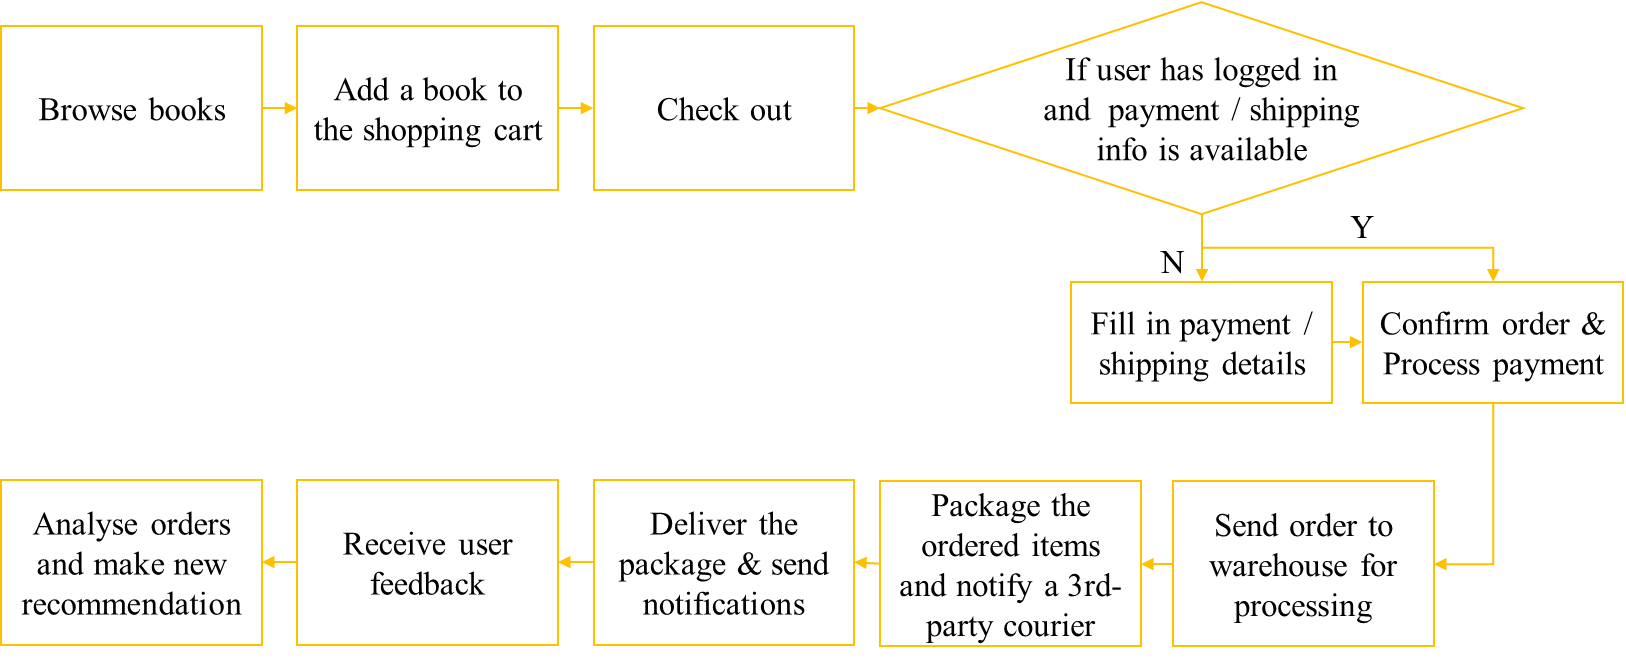 Browse books
Add a book to
the shopping cart
Check out
If user has logged in
and payment / shipping
info is available
Y
N
Fill in payment /
shipping details
Confirm order &
Process payment
Analyse orders
and make new
recommendation
Receive user
feedback
Deliver the
package & send
notifications
Package the
ordered items
and notify a 3rd-
party courier
Send order to
warehouse for
processing